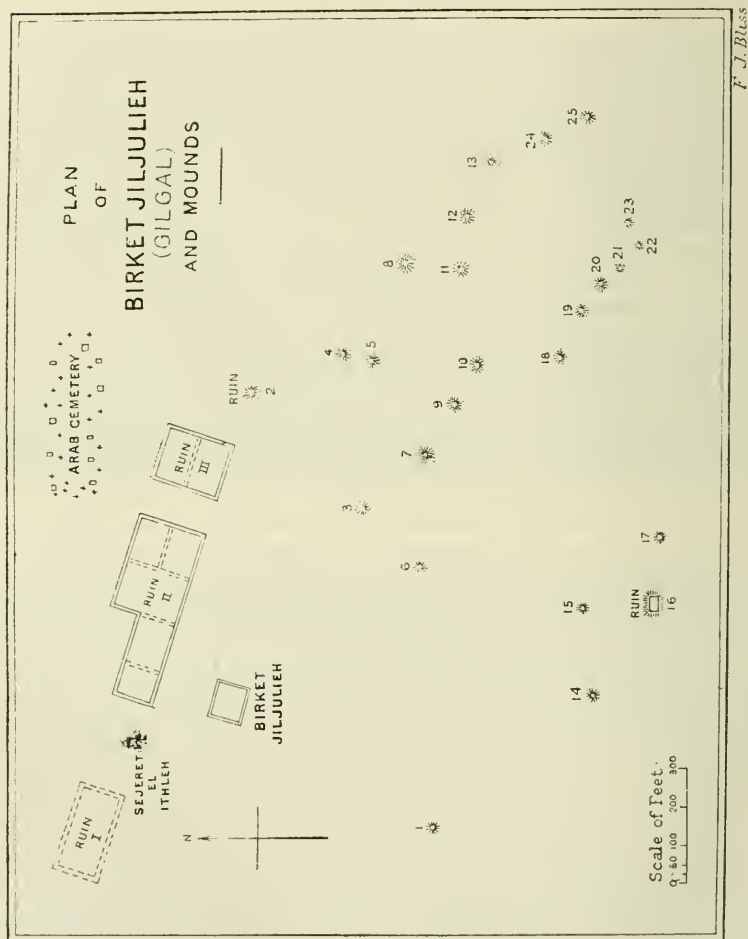 PLAN
OF
BIRKET JILJULIEH
(GILGAL)
AND MOUNDS
ARAB CEMETERY
RUIN
I
SEJERET
EL
ITHLEH
RUIN
II
RUIN
III
BIRKET
JILJULIEH
RUIN
2
N
1
3
4
5
6
7
8
9
10
11
12
13
14
15
RUIN
16
17
18
19
20
21
22
23
24
25
Scale of Feet.
0 50 100 200 300
F. J. Bliss